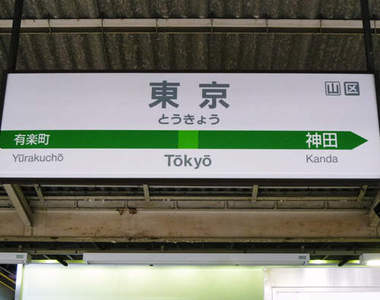 東京
山区
とうきょう
有楽町
神田
Yūrakuchō
Tōkyō
Kanda